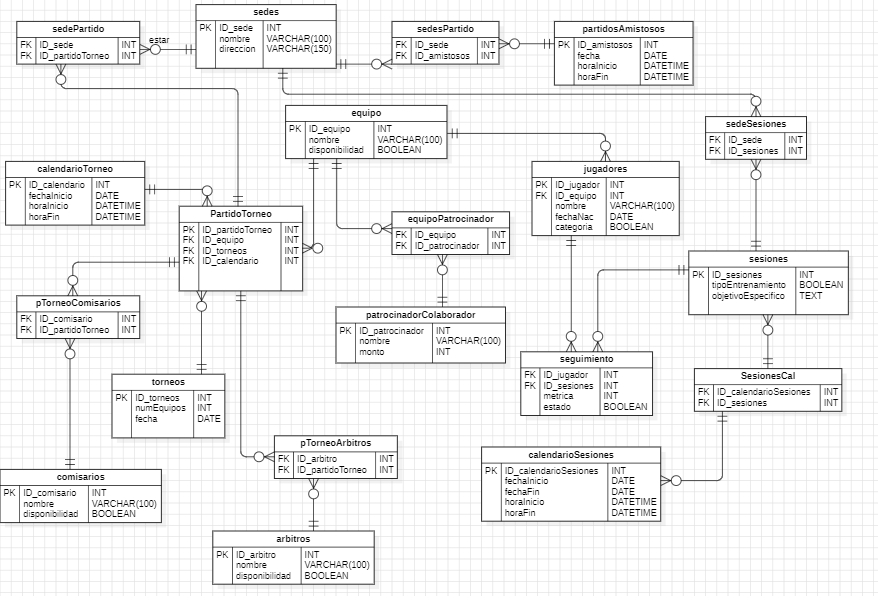 sedePartido
FK ID_sede INT
FK ID_partidoTorneo INT
estar
sedes
PK ID_sede INT
nombre VARCHAR(100)
direccion VARCHAR(150)
sedesPartido
FK ID_sede INT
FK ID_amistosos INT
partidosAmistosos
PK ID_amistosos INT
fecha DATE
horaInicio DATETIME
horaFin DATETIME
equipo
PK ID_equipo INT
nombre VARCHAR(100)
disponibilidad BOOLEAN
sedeSesiones
FK ID_sede INT
FK ID_sesiones INT
calendarioTorneo
PK ID_calendario INT
fechaInicio DATE
horaInicio DATETIME
horaFin DATETIME
jugadores
PK ID_jugador INT
FK ID_equipo INT
nombre VARCHAR(100)
fechaNac DATE
categoria BOOLEAN
PartidoTorneo
PK ID_partidoTorneo INT
FK ID_equipo INT
FK ID_torneos INT
FK ID_calendario INT
equipoPatrocinador
FK ID_equipo INT
FK ID_patrocinador INT
sesiones
PK ID_sesiones INT
tipoEntrenamiento BOOLEAN
objetivoEspecifico TEXT
pTorneoComisarios
FK ID_comisario INT
FK ID_partidoTorneo INT
patrocinadorColaborador
PK ID_patrocinador INT
nombre VARCHAR(100)
monto INT
seguimiento
FK ID_jugador INT
FK ID_sesiones INT
metrica INT
estado BOOLEAN
SesionesCal
FK ID_calendarioSesiones INT
FK ID_sesiones INT
torneos
PK ID_torneos INT
numEquipos INT
fecha DATE
pTorneoArbitros
FK ID_arbitro INT
FK ID_partidoTorneo INT
calendarioSesiones
PK ID_calendarioSesiones INT
fechaInicio DATE
fechaFin DATE
horaInicio DATETIME
horaFin DATETIME
comisarios
PK ID_comisario INT
nombre VARCHAR(100)
disponibilidad BOOLEAN
arbitros
PK ID_arbitro INT
nombre VARCHAR(100)
disponibilidad BOOLEAN